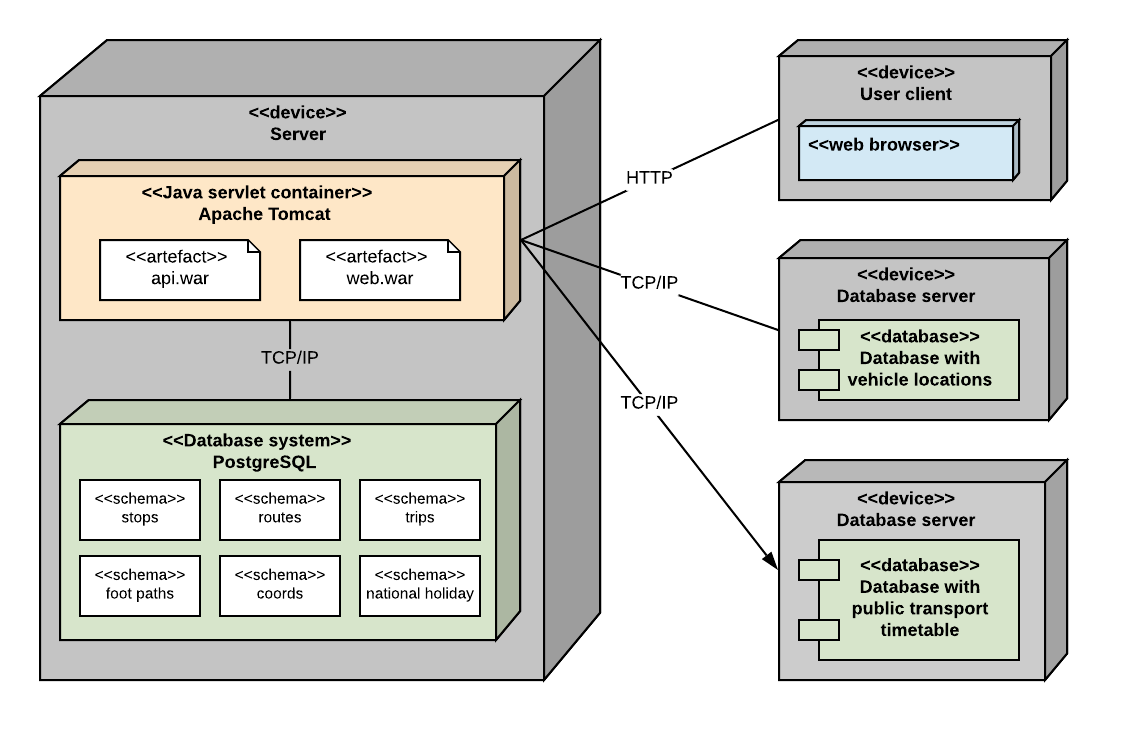 <<device>>
Server
<<Java servlet container>>
Apache Tomcat
<<artefact>>
api.war
<<artefact>>
web.war
TCP/IP
<<Database system>>
PostgreSQL
<<schema>>
stops
<<schema>>
routes
<<schema>>
trips
<<schema>>
foot paths
<<schema>>
coords
<<schema>>
national holiday
HTTP
TCP/IP
TCP/IP
<<device>>
User client
<<web browser>>
<<device>>
Database server
<<database>>
Database with
vehicle locations
<<device>>
Database server
<<database>>
Database with
public transport
timetable